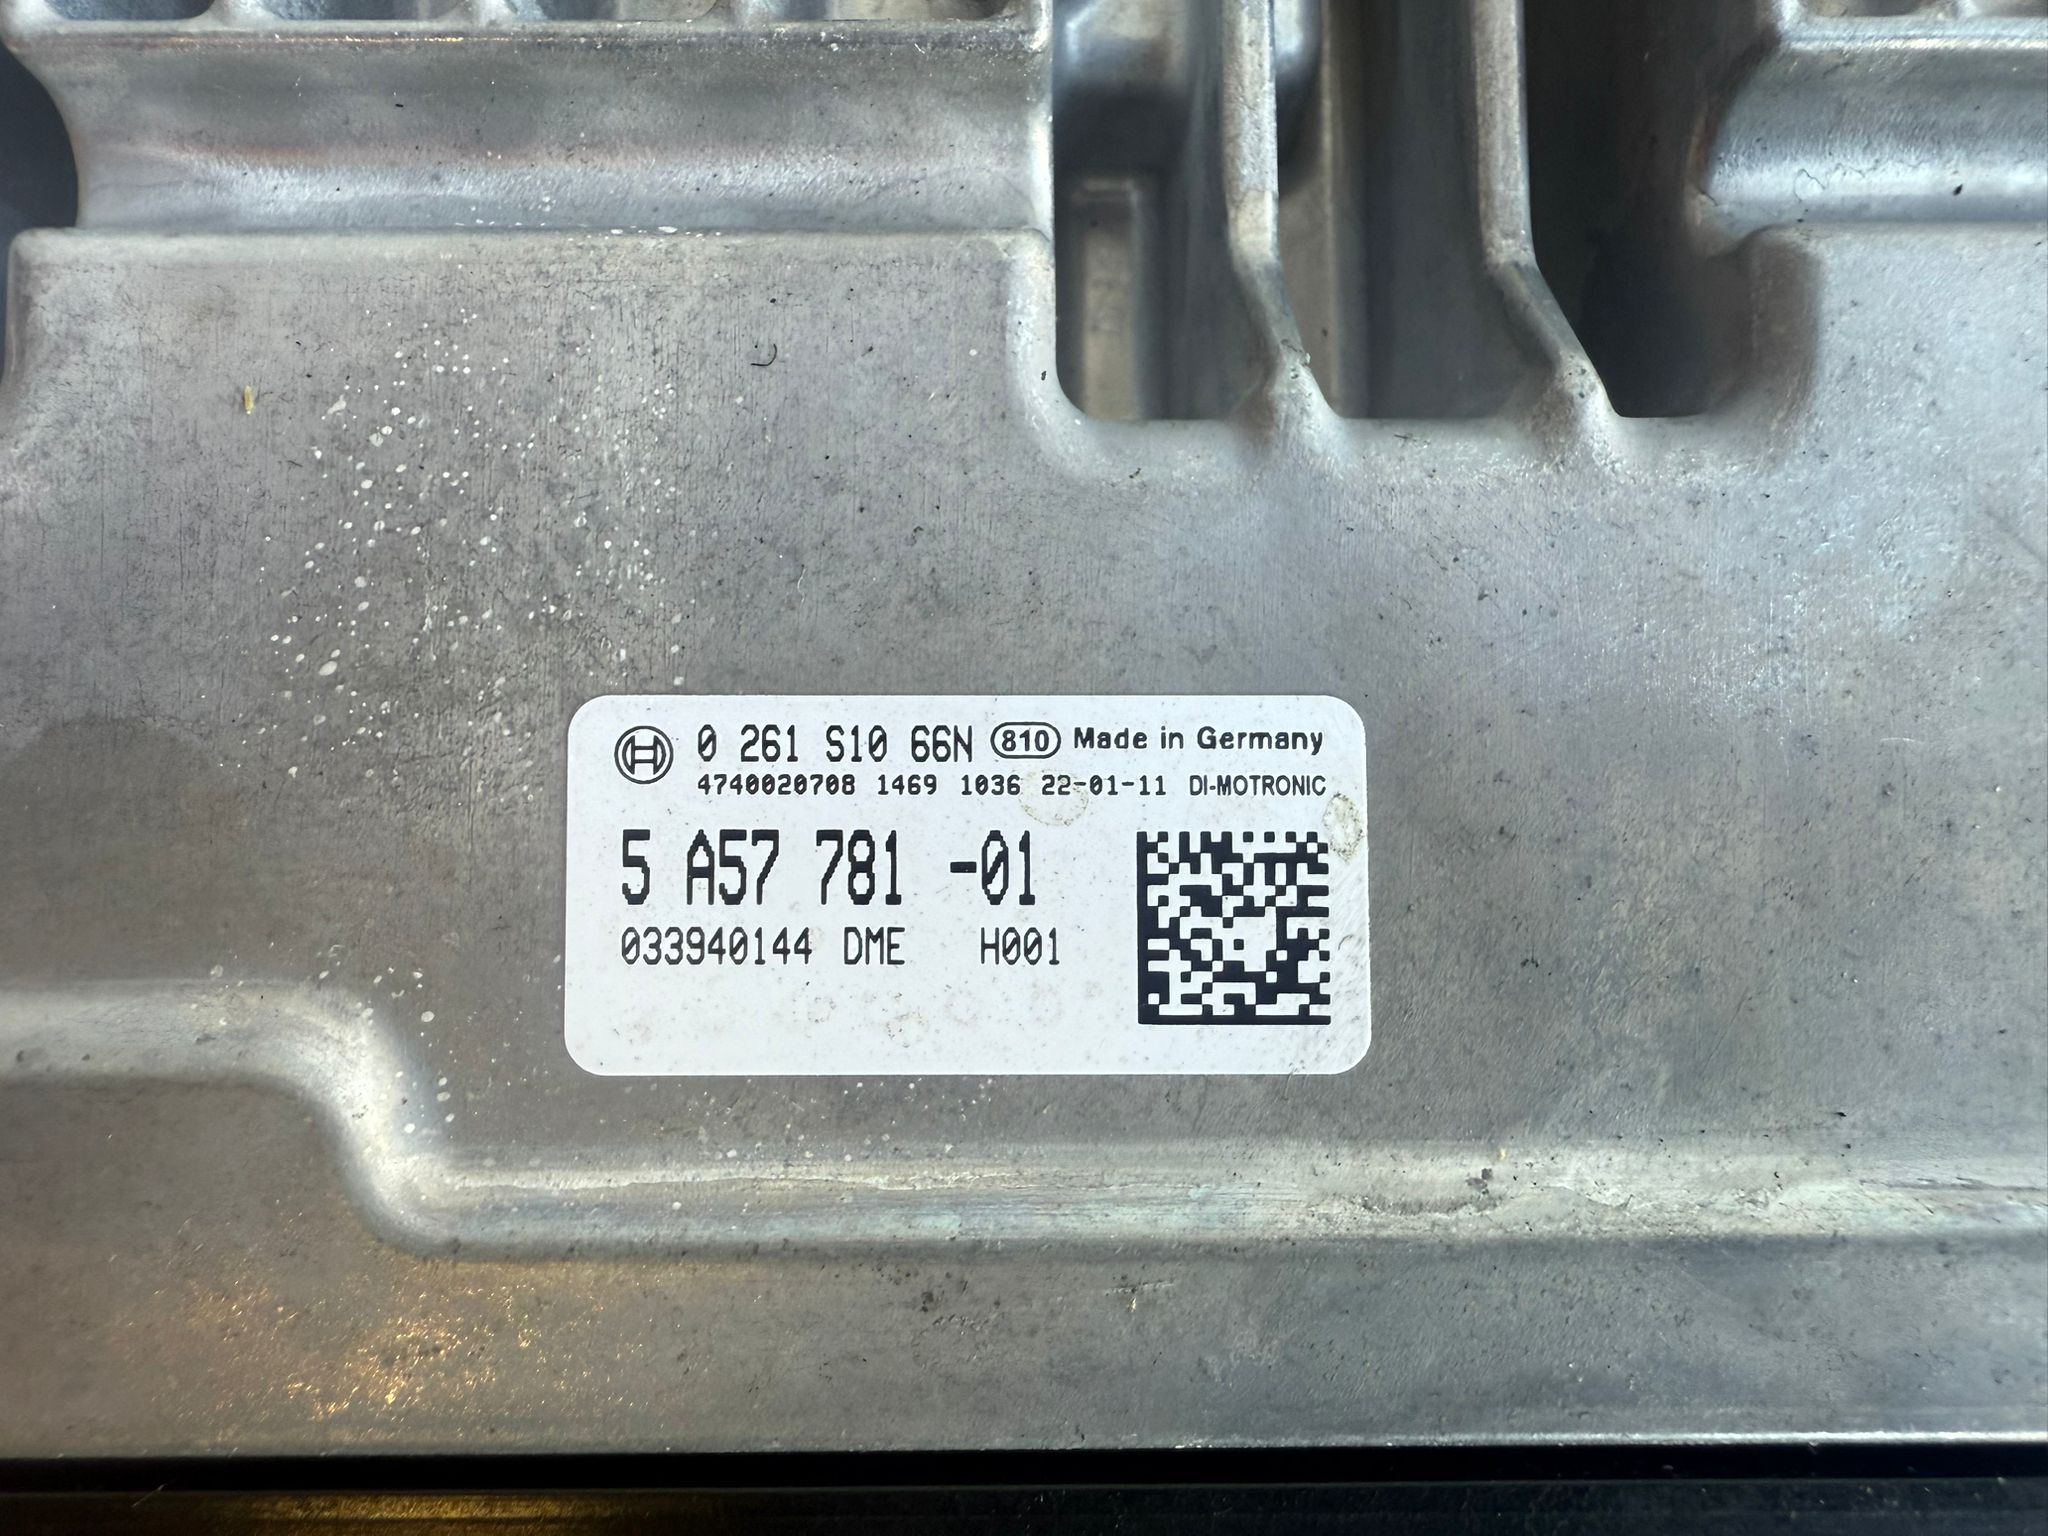 0 261 S10 66N 810 Made in Germany
4740020708 1469 1036 22-01-11 DI-MOTRONIC
5 A57 781 -01
033940144 DME H001